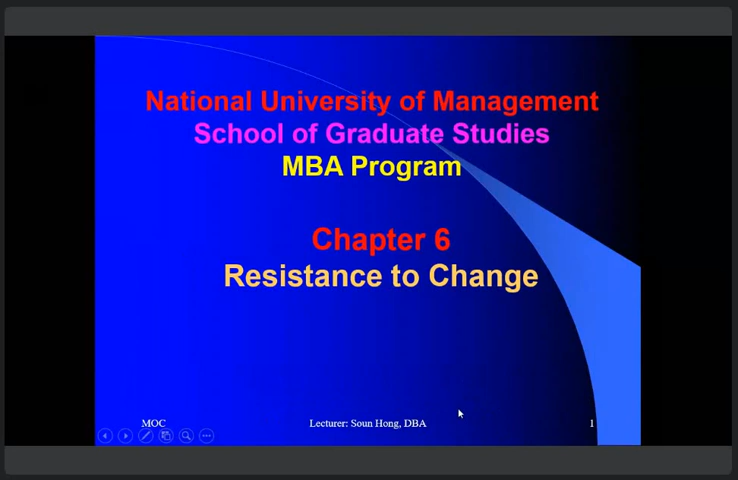 National University of Management
School of Graduate Studies
MBA Program
Chapter 6
Resistance to Change
MOC
Lecturer: Soun Hong, DBA
1